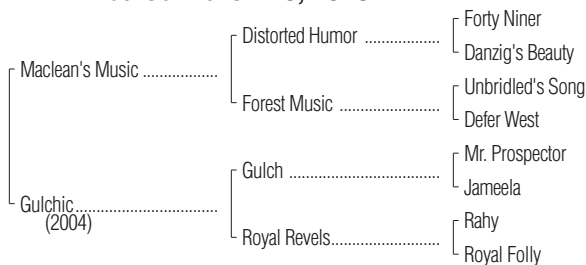 Forty Niner
Distorted Humor
Danzig's Beauty
Maclean's Music
Unbridled's Song
Forest Music
Defer West
Mr. Prospector
Gulch
Jameela
Gulchic
(2004)
Rahy
Royal Revels
Royal Folly